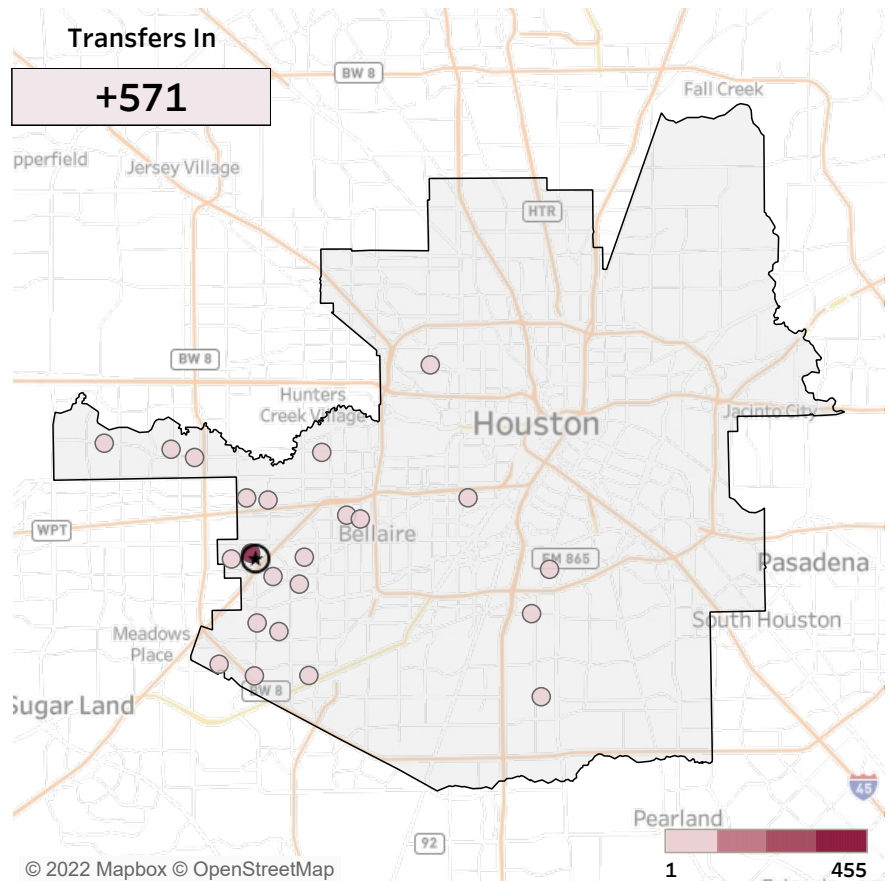 Transfers In
+571
BW 8
Fall Creek
pperfield
Jersey Village
HTR
BW 8
Hunters
Creek Village
Jacinto City
Houston
WPT
Bellaire
FM 865
Pasadena
South Houston
Meadows
Place
BW 8
Sugar Land
45
Pearland
92
1
455
© 2022 Mapbox © OpenStreetMap